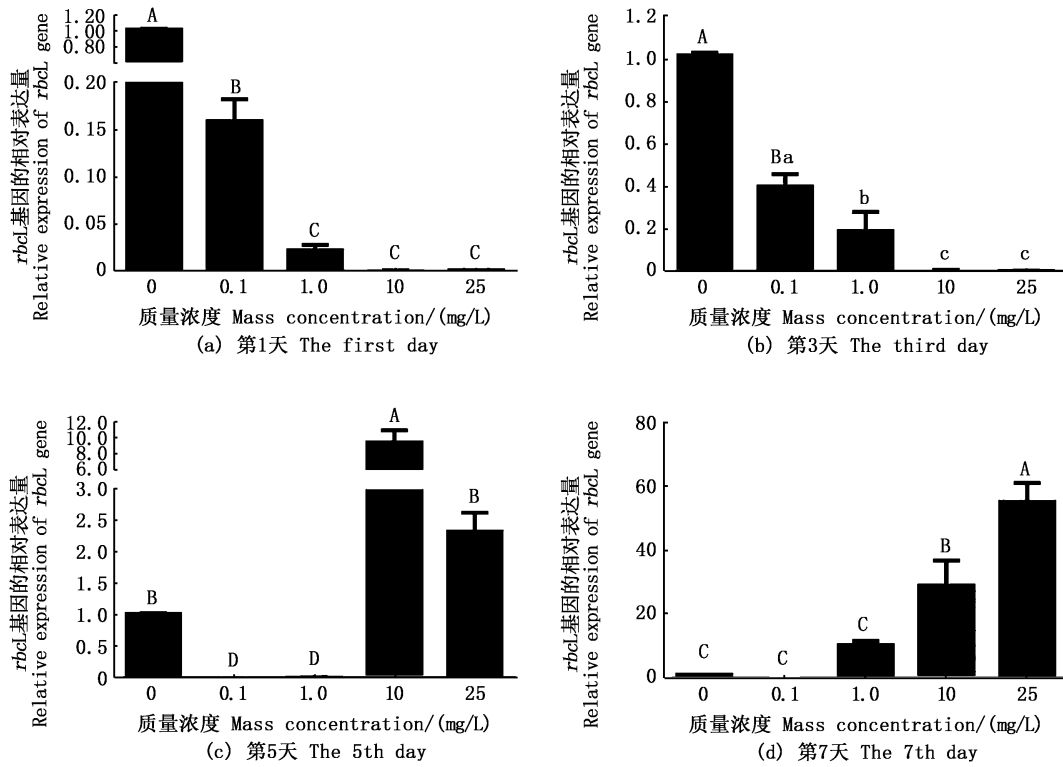 rbcL基因的相对表达量
Relative expression of rbcL gene
1.20
1.00
0.80
0.20
0.15
0.10
0.05
0
A
B
C
C
C
0 0.1 1.0 10 25
质量浓度 Mass concentration/(mg/L)
(a) 第1天 The first day
rbcL基因的相对表达量
Relative expression of rbcL gene
1.2
1.0
0.8
0.6
0.4
0.2
0
A
Ba
b
c
c
0 0.1 1.0 10 25
质量浓度 Mass concentration/(mg/L)
(b) 第3天 The third day
rbcL基因的相对表达量
Relative expression of rbcL gene
12.0
10.0
8.0
6.0
3.0
2.5
2.0
1.5
1.0
0.5
0
B
D
D
A
B
0 0.1 1.0 10 25
质量浓度 Mass concentration/(mg/L)
(c) 第5天 The 5th day
rbcL基因的相对表达量
Relative expression of rbcL gene
80
60
40
20
0
C
C
C
B
A
0 0.1 1.0 10 25
质量浓度 Mass concentration/(mg/L)
(d) 第7天 The 7th day